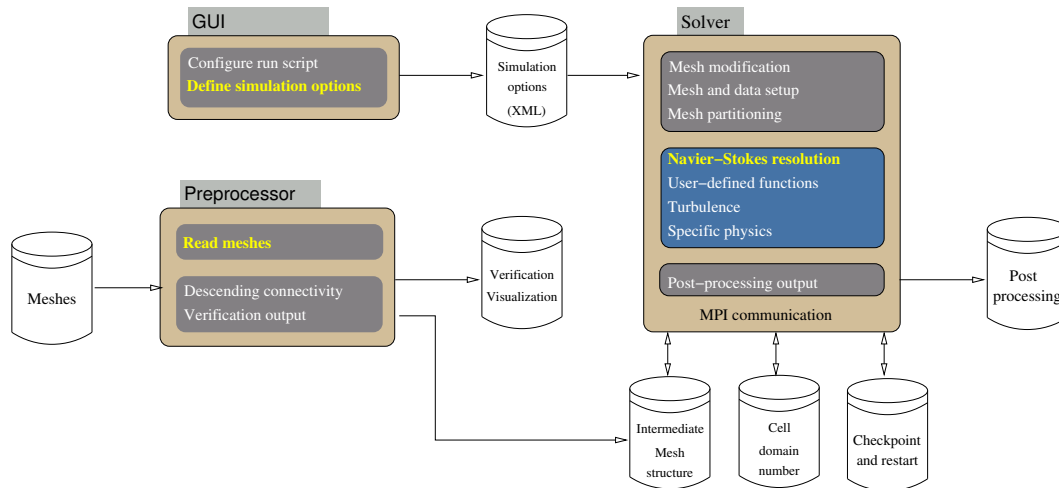 GUI
Configure run script
Define simulation options
Simulation
options
(XML)
Solver
Mesh modification
Mesh and data setup
Mesh partitioning
Navier−Stokes resolution
User−defined functions
Turbulence
Specific physics
Post−processing output
MPI communication
Preprocessor
Read meshes
Descending connectivity
Verification output
Meshes
Verification
Visualization
Post
processing
Intermediate
Mesh
structure
Cell
domain
number
Checkpoint
and restart